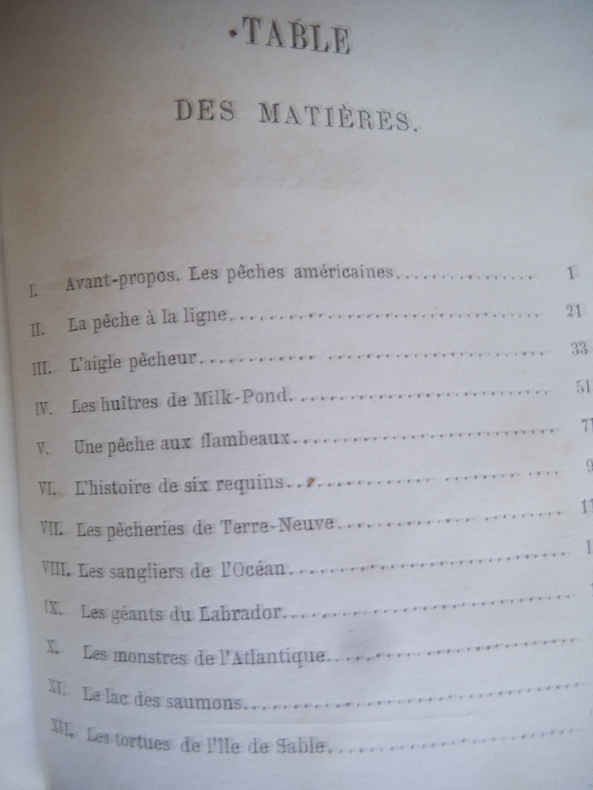 TABLE
DES MATIÈRES.
I. Avant-propos. Les pêches américaines................ 1
II. La pêche à la ligne................................ 21
III. L'aigle pêcheur................................ 33
IV. Les huîtres de Milk-Pond................................ 51
V. Une pêche aux flambeaux................................
VI. L'histoire de six requins................................
VII. Les pêcheries de Terre-Neuve................................
VIII. Les sangliers de l'Océan................................
IX. Les géants du Labrador................................
X. Les monstres de l'Atlantique................................
XI. Le lac des saumons................................
XII. Les tortues de l'île de Sable................................